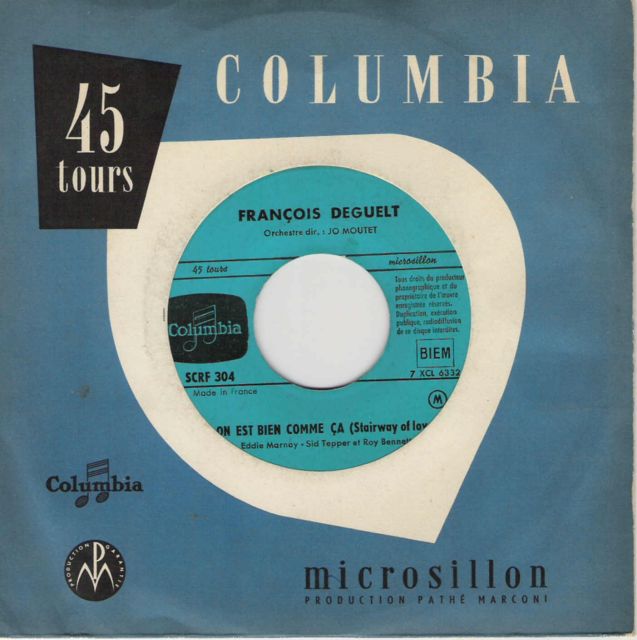 COLUMBIA
45
tours
FRANÇOIS DEGUELT
Orchestre dir. : JO MOUTET
45 tours
microsillon
Tous droits du producteur
phonographique et du
propriétaire de l'œuvre
enregistrée réservés.
Duplication, exécution
publique, radiodiffusion
de ce disque interdites.
Columbia
BIEM
SCRF 304
7 XCL 6332
Made in France
M
ON EST BIEN COMME ÇA (Stairway of lov
Eddie Marnay - Sid Tepper et Roy Bennett
Columbia
PRODUCTION GARANTIE
PM
microsillon
PRODUCTION PATHÉ MARCONI